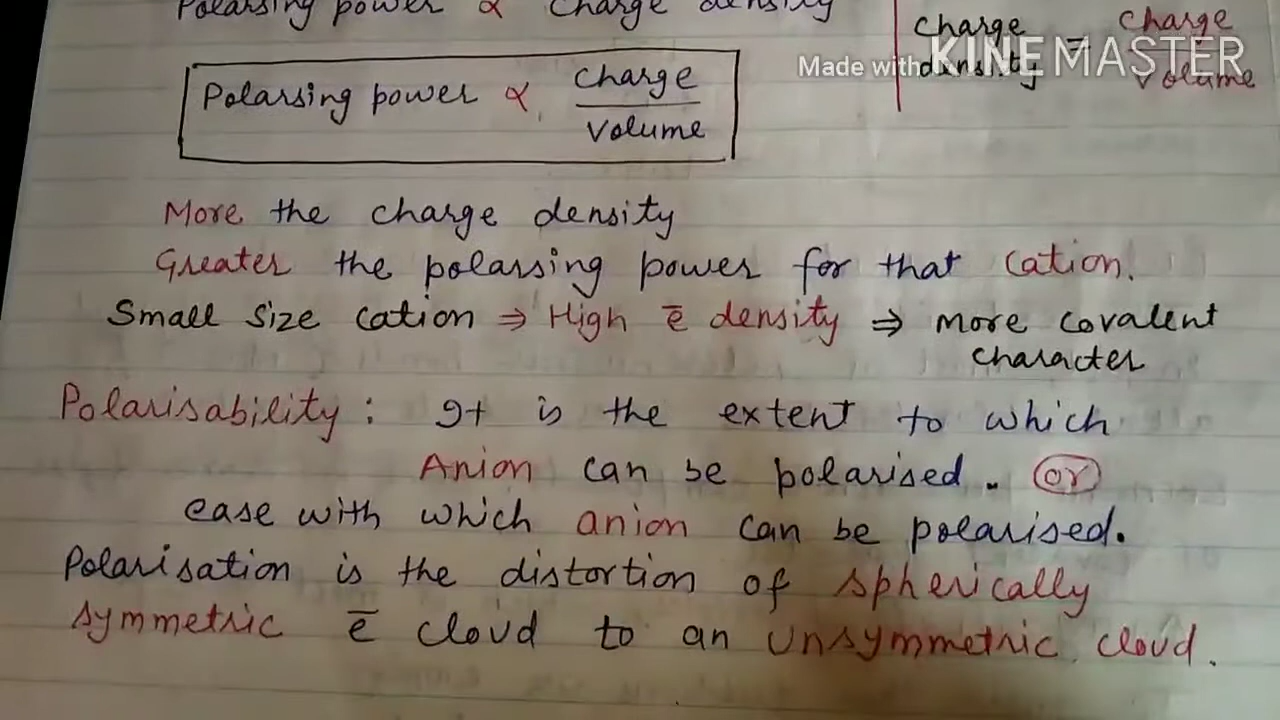 Polarsing power ∝ Charge density
Charge density = Charge / Volume
Made with KINEMASTER
Polarsing power ∝ Charge / Volume
More the charge density
Greater the polarsing power for that cation.
Small size cation ⇒ High ē density ⇒ more covalent
character
Polarisability : It is the extent to which
Anion can be polarised. or
ease with which anion can be polarised.
Polarisation is the distortion of spherically
symmetric ē cloud to an unsymmetric cloud.